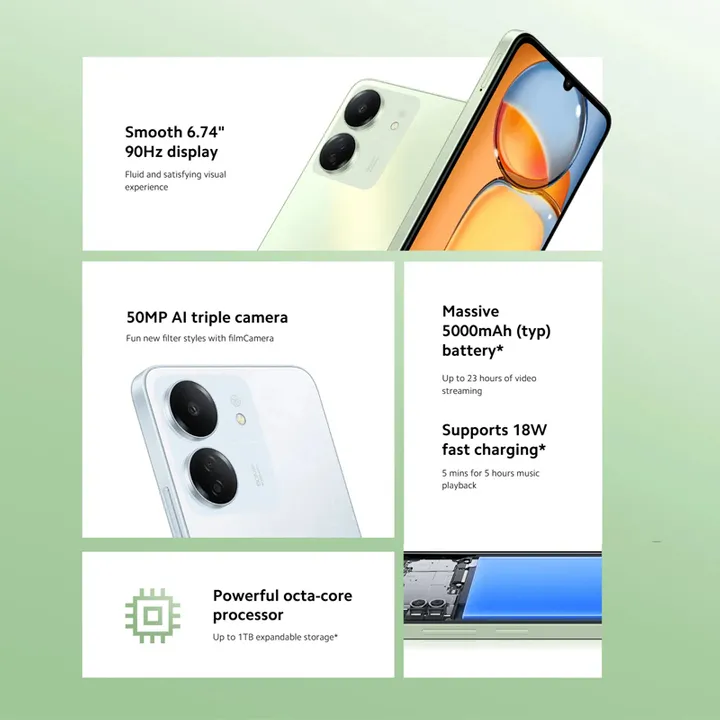 Smooth 6.74"
90Hz display
Fluid and satisfying visual
experience
50MP AI triple camera
Fun new filter styles with filmCamera
Massive
5000mAh (typ)
battery*
Up to 23 hours of video
streaming
Supports 18W
fast charging*
5 mins for 5 hours music
playback
Powerful octa-core
processor
Up to 1TB expandable storage*